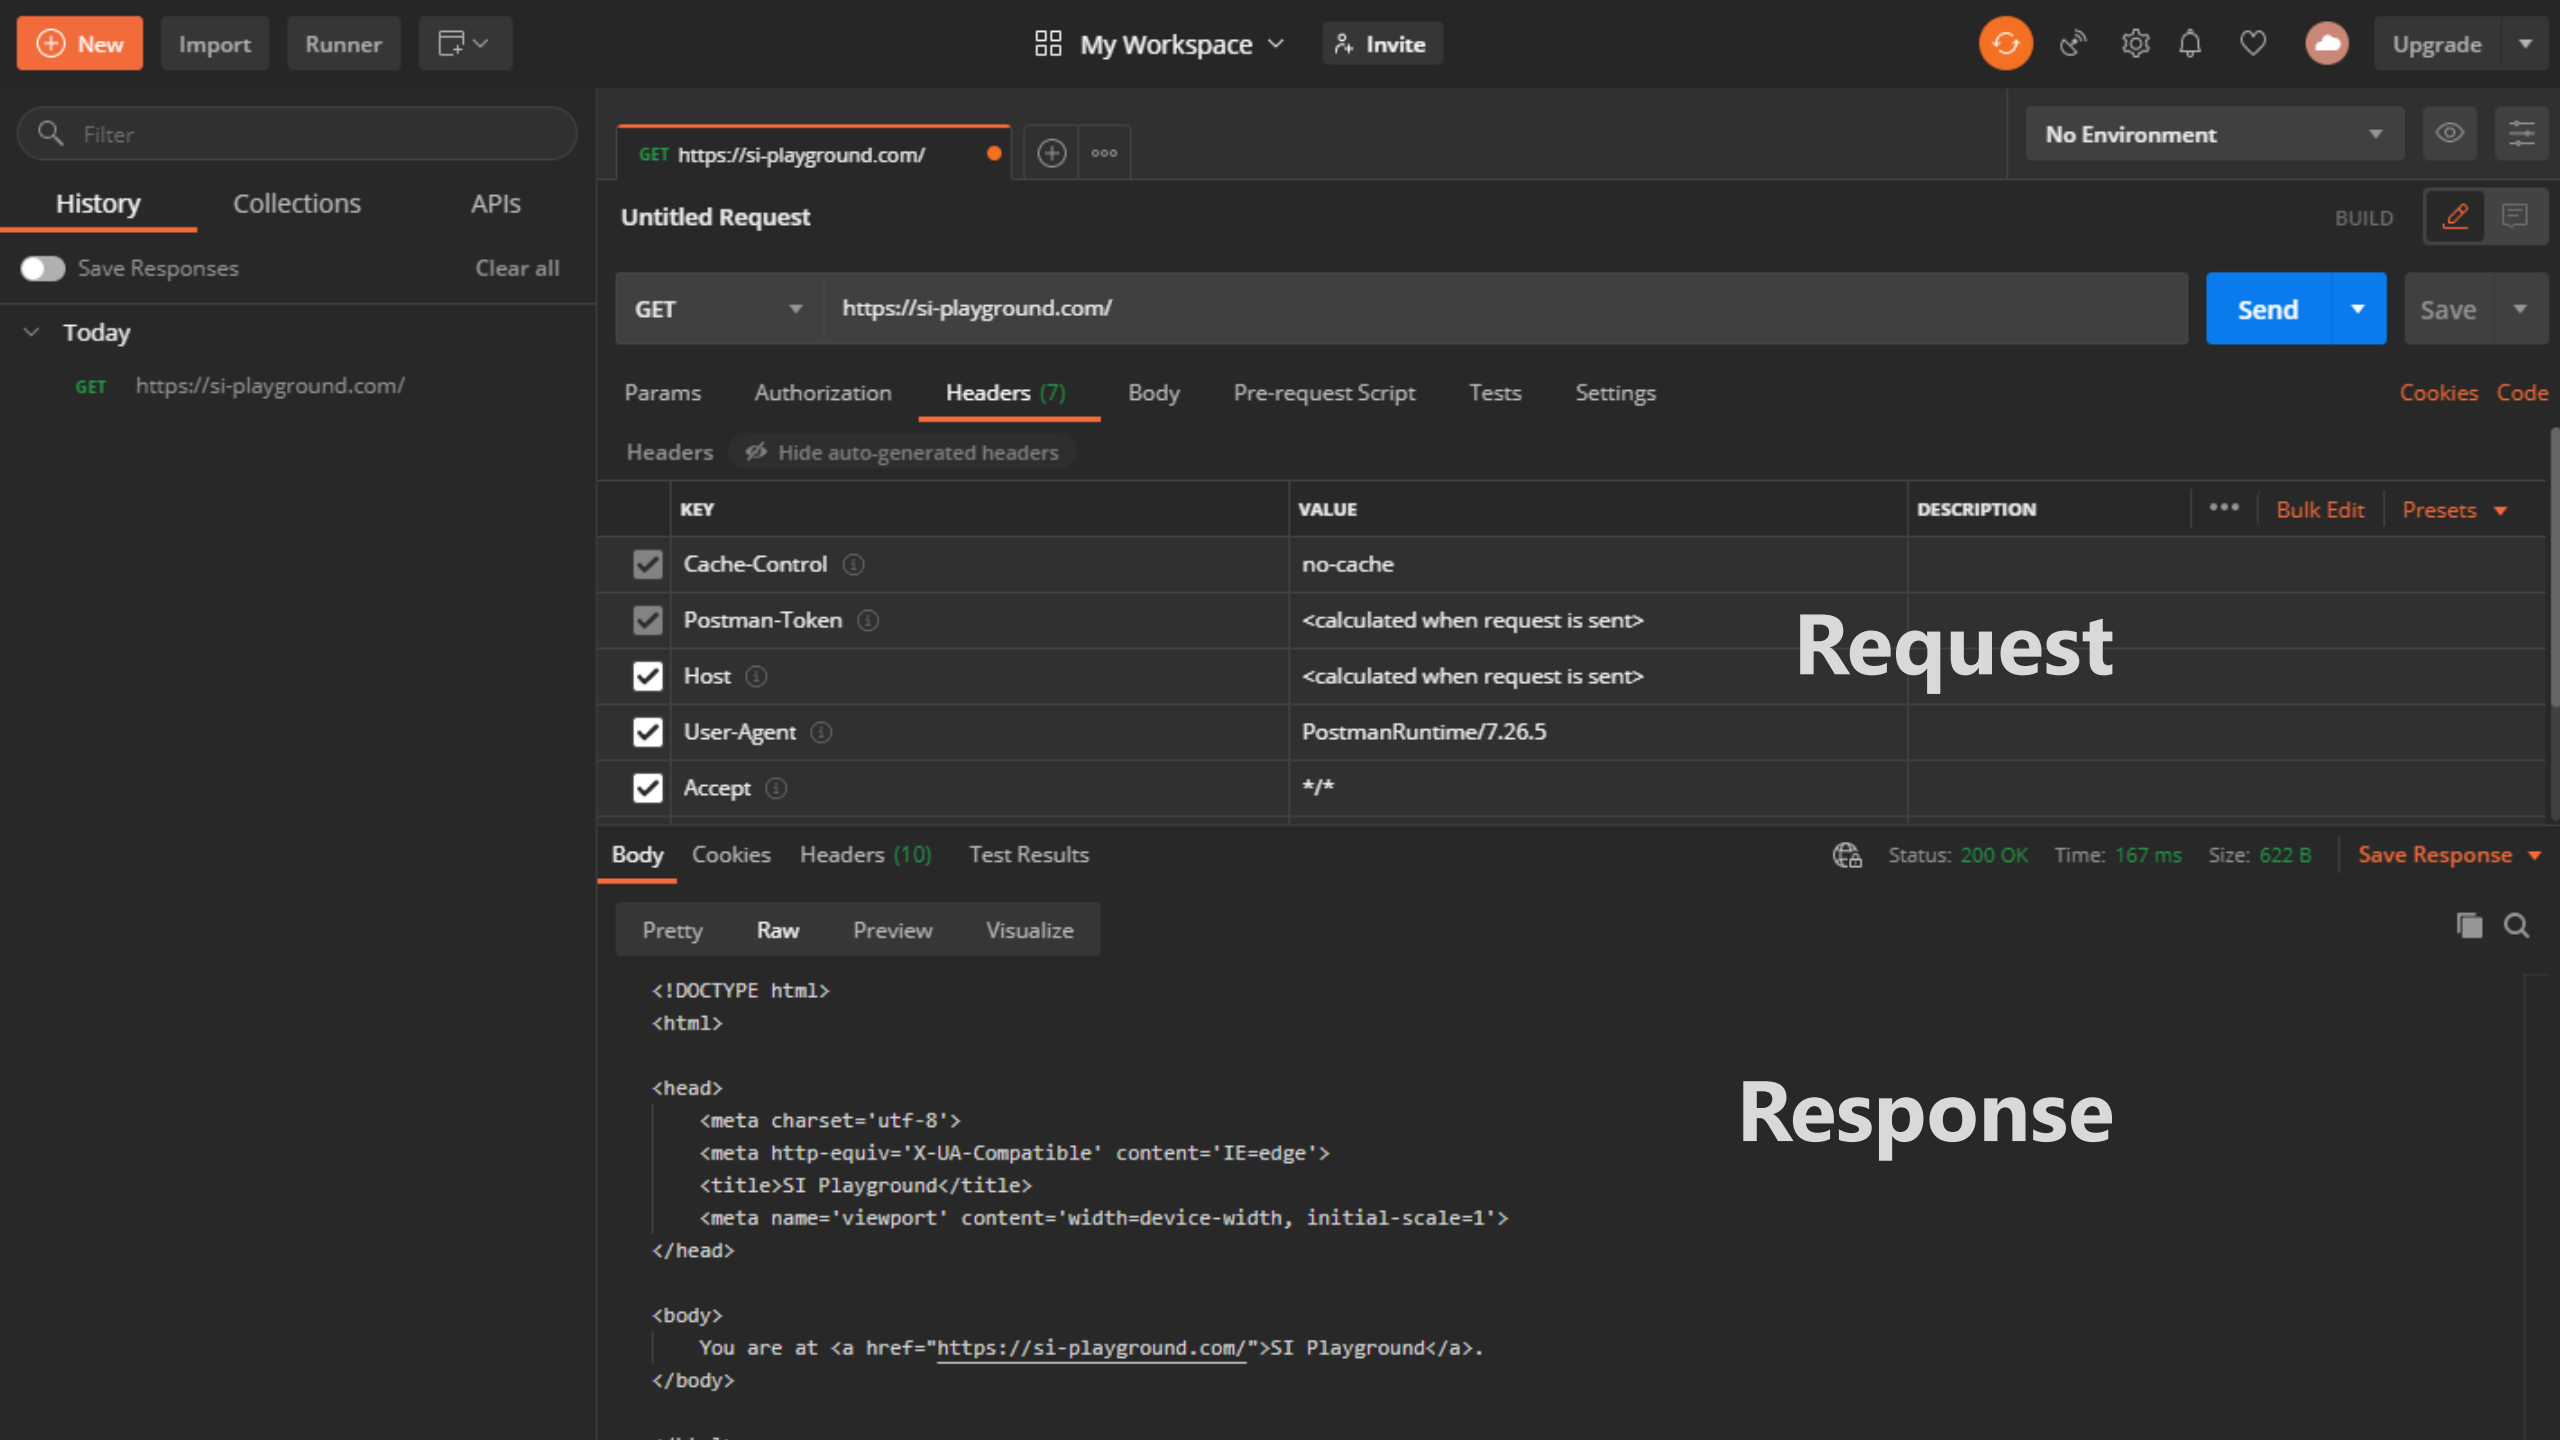 New Import Runner My Workspace Invite Upgrade
Filter
History Collections APIs
Save Responses Clear all
Today
GET https://si-playground.com/
GET https://si-playground.com/ No Environment
Untitled Request BUILD
GET https://si-playground.com/ Send Save
Params Authorization Headers (7) Body Pre-request Script Tests Settings Cookies Code
Headers Hide auto-generated headers
KEY VALUE DESCRIPTION Bulk Edit Presets
Cache-Control no-cache
Postman-Token <calculated when request is sent>
Host <calculated when request is sent>
User-Agent PostmanRuntime/7.26.5
Accept */*
Request
Body Cookies Headers (10) Test Results Status: 200 OK Time: 167 ms Size: 622 B Save Response
Pretty Raw Preview Visualize
<!DOCTYPE html>
<html>
<head>
<meta charset='utf-8'>
<meta http-equiv='X-UA-Compatible' content='IE=edge'>
<title>SI Playground</title>
<meta name='viewport' content='width=device-width, initial-scale=1'>
</head>
<body>
You are at <a href="https://si-playground.com/">SI Playground</a>.
</body>
Response